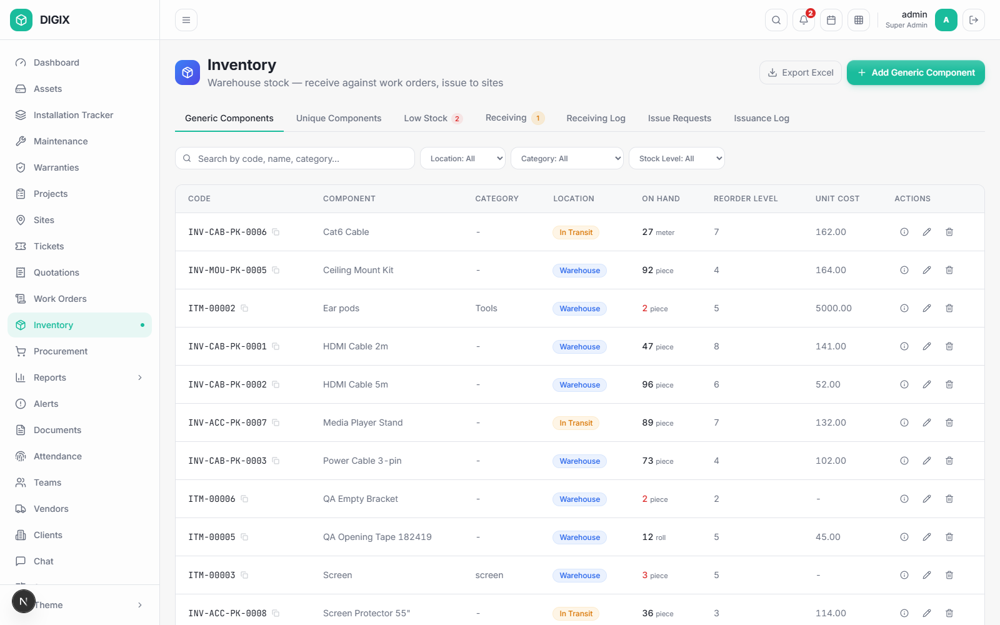 DIGIX
2
admin
Super Admin
A
Dashboard
Assets
Installation Tracker
Maintenance
Warranties
Projects
Sites
Tickets
Quotations
Work Orders
Inventory
Procurement
Reports
Alerts
Documents
Attendance
Teams
Vendors
Clients
Chat
N
Theme
Inventory
Warehouse stock — receive against work orders, issue to sites
Export Excel
Add Generic Component
Generic Components Unique Components Low Stock 2 Receiving 1 Receiving Log Issue Requests Issuance Log
Search by code, name, category...
Location: All
Category: All
Stock Level: All
CODE COMPONENT CATEGORY LOCATION ON HAND REORDER LEVEL UNIT COST ACTIONS
INV-CAB-PK-0006 Cat6 Cable - In Transit 27 meter 7 162.00
INV-MOU-PK-0005 Ceiling Mount Kit - Warehouse 92 piece 4 164.00
ITM-00002 Ear pods Tools Warehouse 2 piece 5 5000.00
INV-CAB-PK-0001 HDMI Cable 2m - Warehouse 47 piece 8 141.00
INV-CAB-PK-0002 HDMI Cable 5m - Warehouse 96 piece 6 52.00
INV-ACC-PK-0007 Media Player Stand - In Transit 89 piece 7 132.00
INV-CAB-PK-0003 Power Cable 3-pin - Warehouse 73 piece 4 102.00
ITM-00006 QA Empty Bracket - Warehouse 2 piece 2 -
ITM-00005 QA Opening Tape 182419 - Warehouse 12 roll 5 45.00
ITM-00003 Screen screen Warehouse 3 piece 5 -
INV-ACC-PK-0008 Screen Protector 55" - In Transit 36 piece 3 114.00